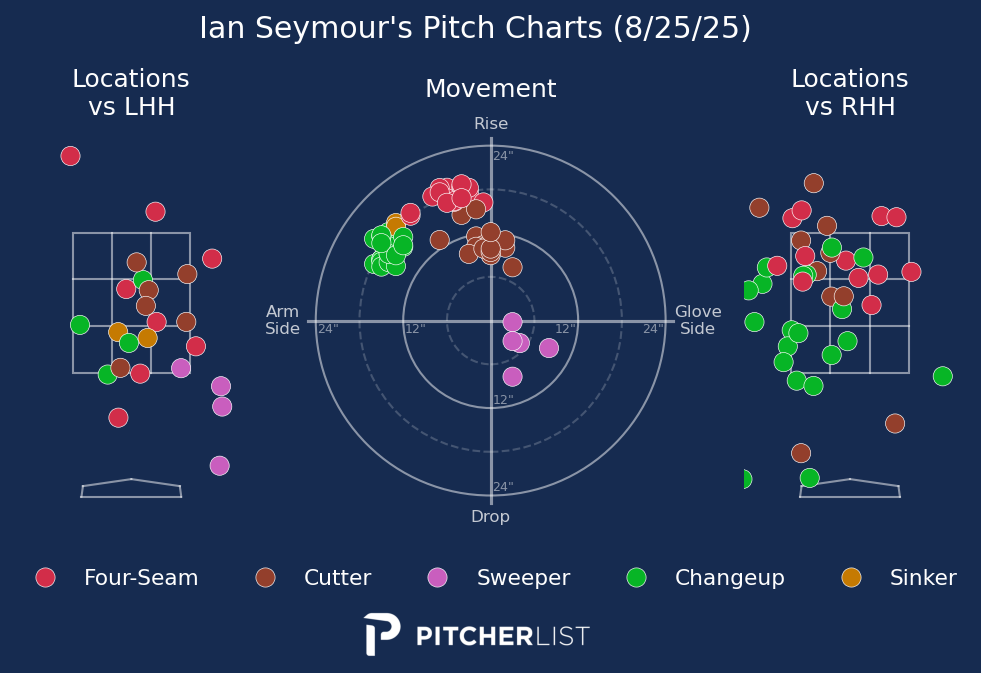 Ian Seymour's Pitch Charts (8/25/25)
Locations
vs LHH
Movement
Locations
vs RHH
Rise
24"
Arm
Side
24"
12"
12"
24"
Glove
Side
12"
24"
Drop
Four-Seam
Cutter
Sweeper
Changeup
Sinker
PITCHERLIST